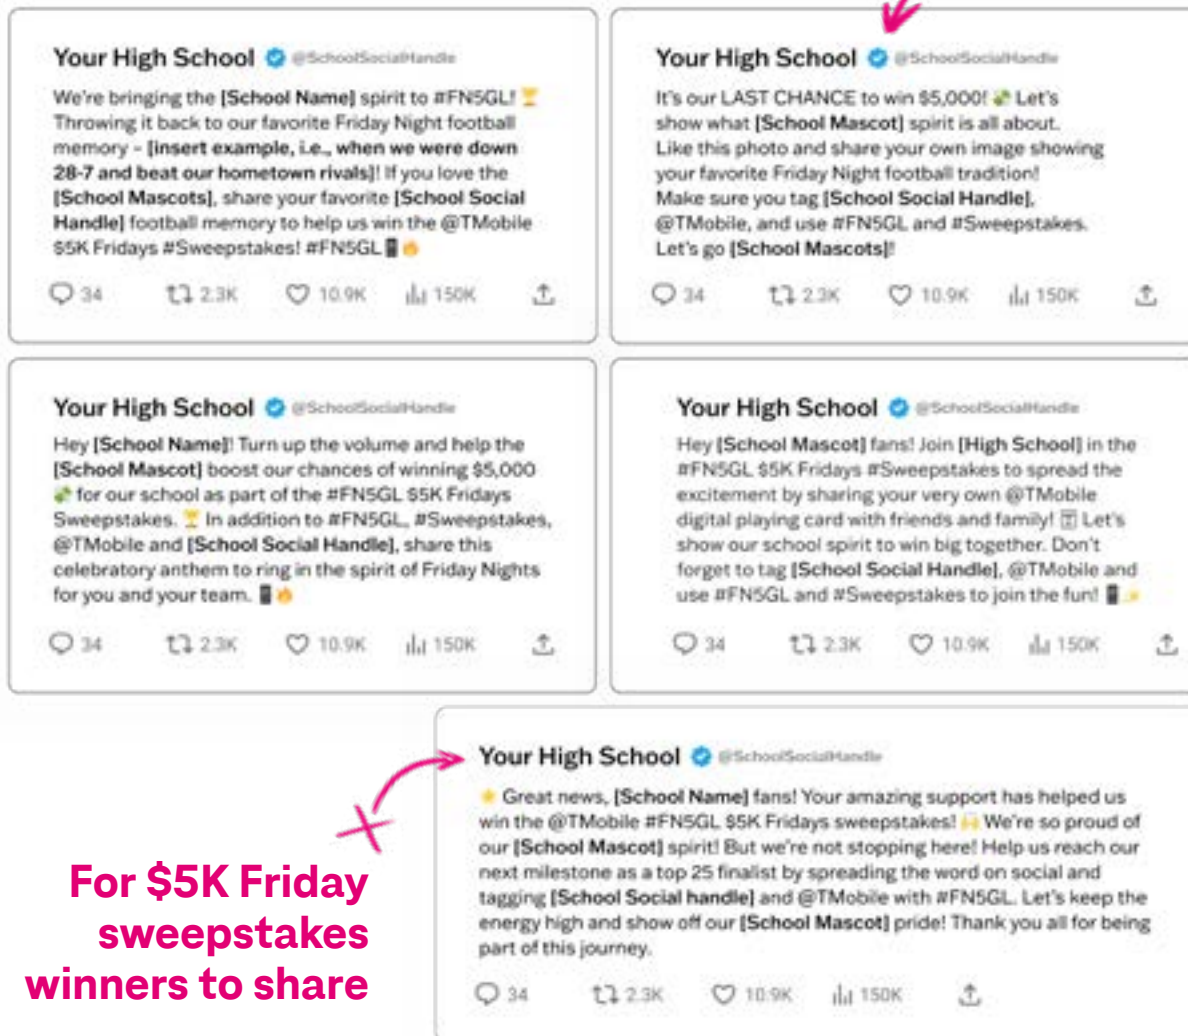 Your High School @SchoolSocialHandle
We're bringing the [School Name] spirit to #FN5GL! 🏆
Throwing it back to our favorite Friday Night football
memory – [insert example, i.e., when we were down
28-7 and beat our hometown rivals]! If you love the
[School Mascots], share your favorite [School Social
Handle] football memory to help us win the @TMobile
$5K Fridays #Sweepstakes! #FN5GL📱🔥
34 2.3K 10.9K 150K
Your High School @SchoolSocialHandle
It's our LAST CHANCE to win $5,000! 💸 Let's
show what [School Mascot] spirit is all about.
Like this photo and share your own image showing
your favorite Friday Night football tradition!
Make sure you tag [School Social Handle],
@TMobile, and use #FN5GL and #Sweepstakes.
Let's go [School Mascots]!
34 2.3K 10.9K 150K
Your High School @SchoolSocialHandle
Hey [School Name]! Turn up the volume and help the
[School Mascot] boost our chances of winning $5,000
💸 for our school as part of the #FN5GL $5K Fridays
Sweepstakes. 🏆 In addition to #FN5GL, #Sweepstakes,
@TMobile and [School Social Handle], share this
celebratory anthem to ring in the spirit of Friday Nights
for you and your team. 📱🔥
34 2.3K 10.9K 150K
Your High School @SchoolSocialHandle
Hey [School Mascot] fans! Join [High School] in the
#FN5GL $5K Fridays #Sweepstakes to spread the
excitement by sharing your very own @TMobile
digital playing card with friends and family! Let's
show our school spirit to win big together. Don't
forget to tag [School Social Handle], @TMobile and
use #FN5GL and #Sweepstakes to join the fun! 📱✨
34 2.3K 10.9K 150K
For $5K Friday
sweepstakes
winners to share
Your High School @SchoolSocialHandle
⭐ Great news, [School Name] fans! Your amazing support has helped us
win the @TMobile #FN5GL $5K Fridays sweepstakes! 🙌 We're so proud of
our [School Mascot] spirit! But we're not stopping here! Help us reach our
next milestone as a top 25 finalist by spreading the word on social and
tagging [School Social handle] and @TMobile with #FN5GL. Let's keep the
energy high and show off our [School Mascot] pride! Thank you all for being
part of this journey.
34 2.3K 10.9K 150K